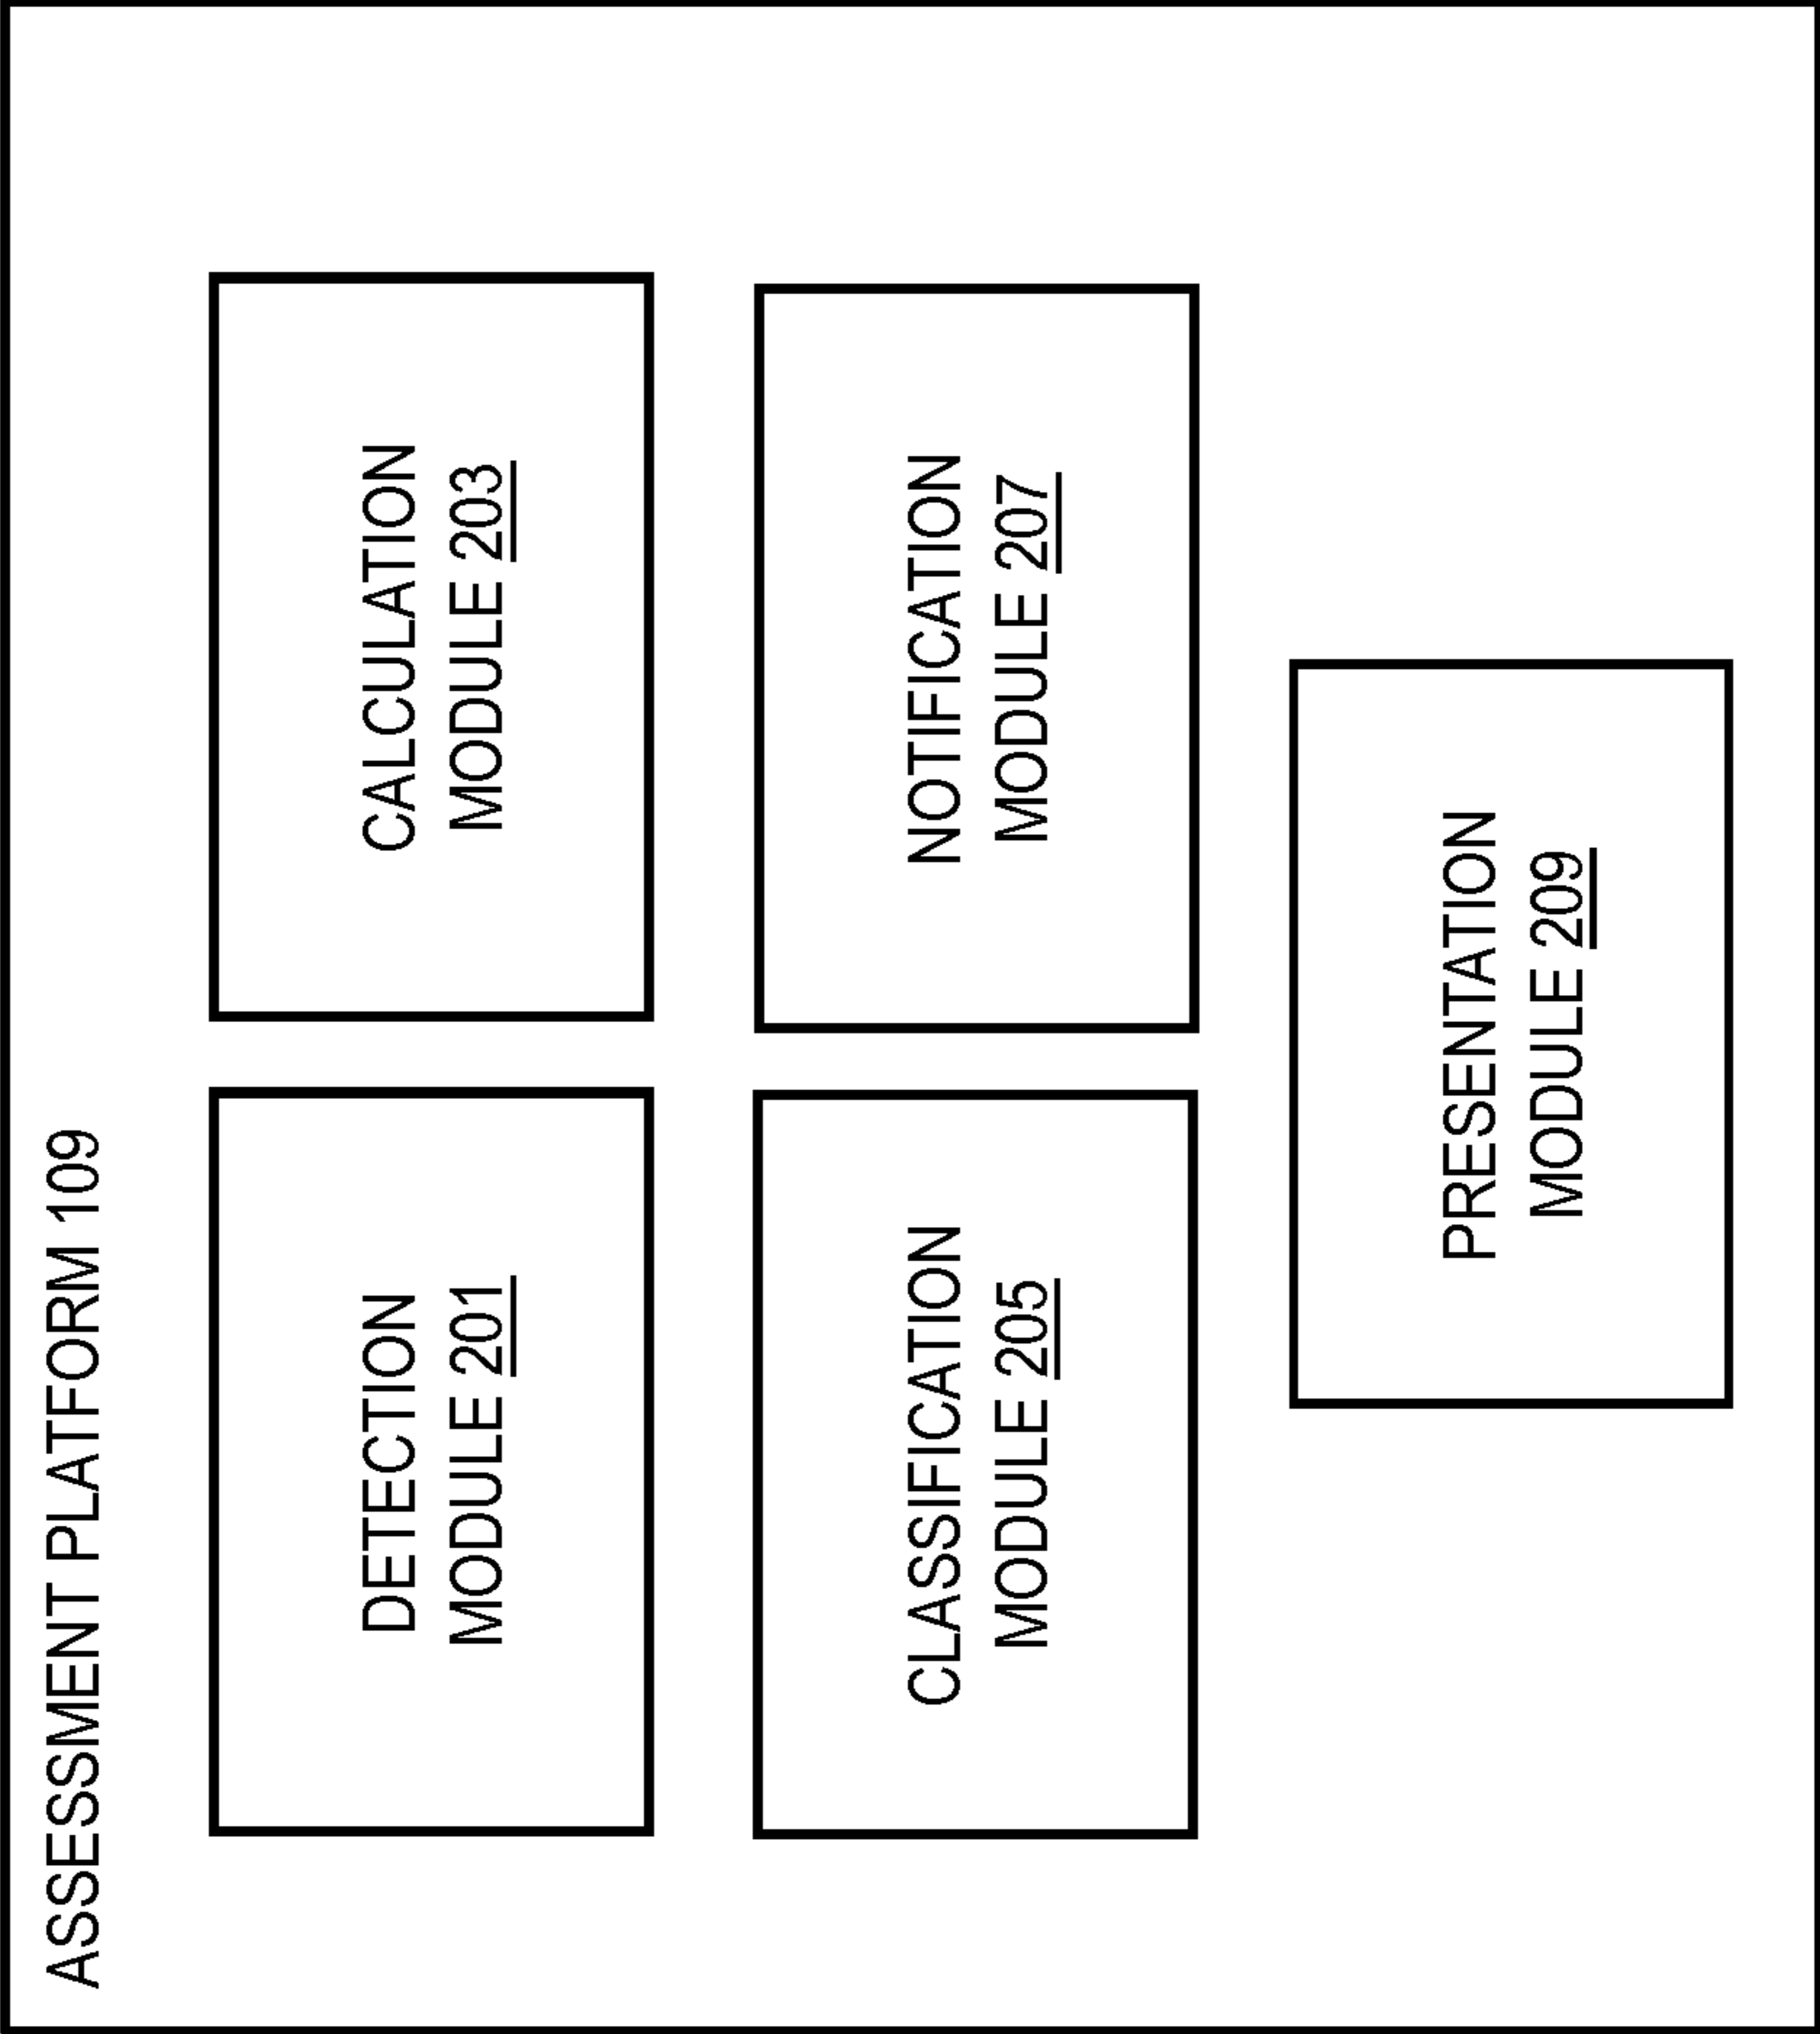 ASSESSMENT PLATFORM 109
DETECTION
MODULE 201
CALCULATION
MODULE 203
CLASSIFICATION
MODULE 205
NOTIFICATION
MODULE 207
PRESENTATION
MODULE 209